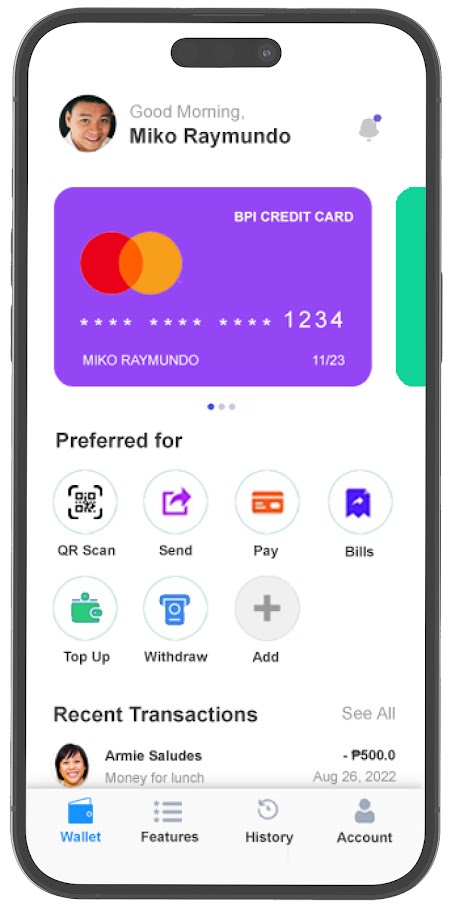 Good Morning,
Miko Raymundo
BPI CREDIT CARD
**** **** **** 1234
MIKO RAYMUNDO 11/23
Preferred for
QR Scan Send Pay Bills
Top Up Withdraw Add
Recent Transactions See All
Armie Saludes - ₱500.0
Money for lunch Aug 26, 2022
Wallet Features History Account